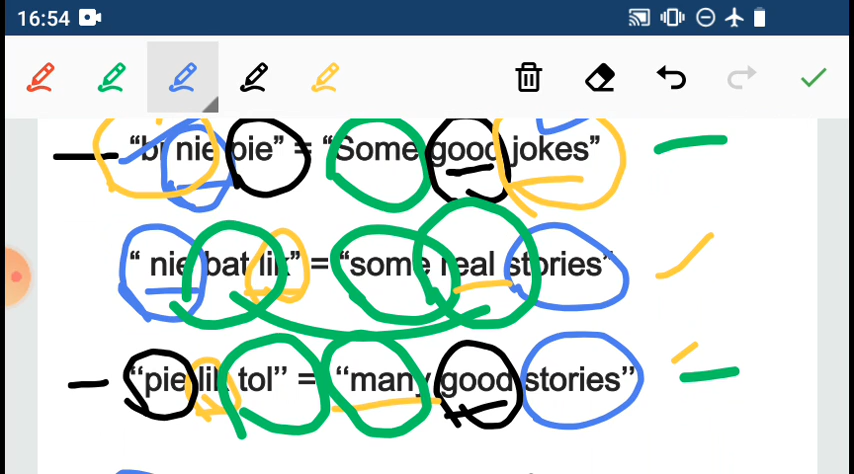 16:54
“br nie pie” = “Some good jokes”
“ nie bat lik” = “some real stories”
“pie lik tol’’ = ‘‘many good stories’’